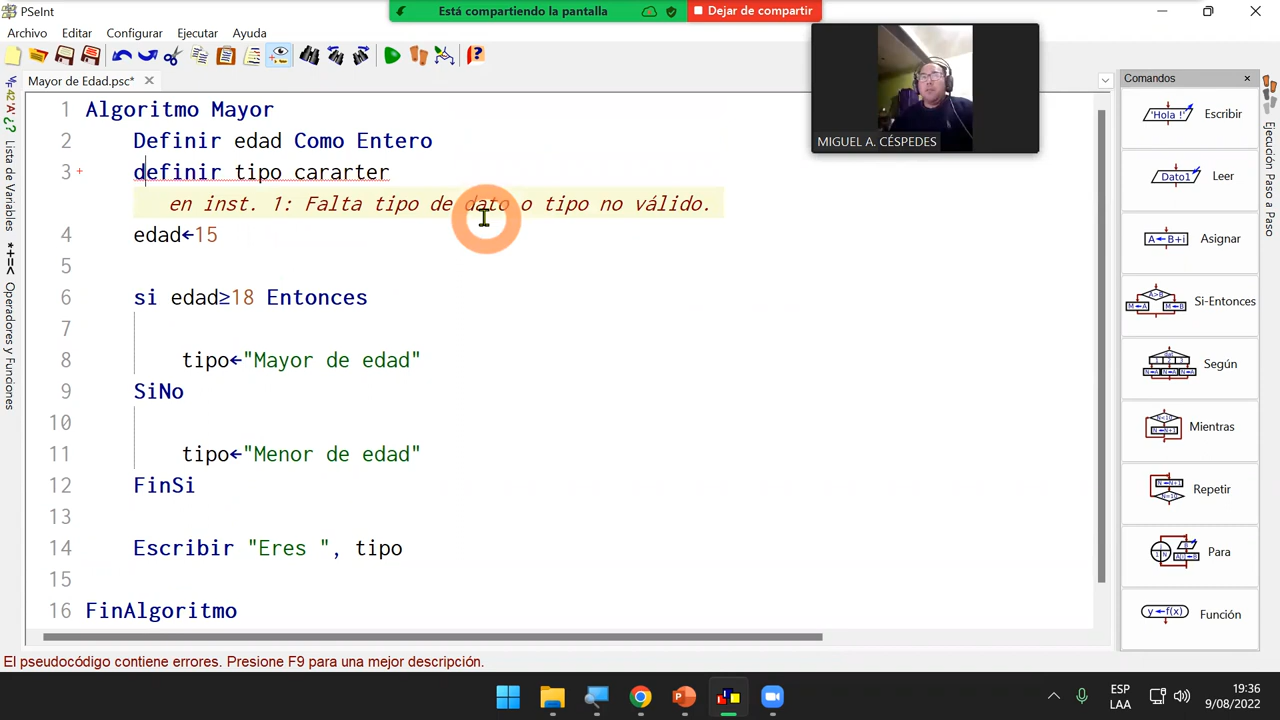 PSeInt
Está compartiendo la pantalla
Dejar de compartir
Archivo Editar Configurar Ejecutar Ayuda
Mayor de Edad.psc*
1 Algoritmo Mayor
2 Definir edad Como Entero
3 definir tipo cararter
en inst. 1: Falta tipo de dato o tipo no válido.
4 edad←15
5
6 si edad≥18 Entonces
7
8 tipo←"Mayor de edad"
9 SiNo
10
11 tipo←"Menor de edad"
12 FinSi
13
14 Escribir "Eres ", tipo
15
16 FinAlgoritmo
El pseudocódigo contiene errores. Presione F9 para una mejor descripción.
MIGUEL A. CÉSPEDES
Lista de Variables
Operadores y Funciones
Comandos
'Hola !' Escribir
Dato1 Leer
A←B+i Asignar
Si-Entonces
Según
Mientras
Repetir
Para
y←f(x) Función
Ejecución Paso a Paso
ESP
LAA
19:36
9/08/2022